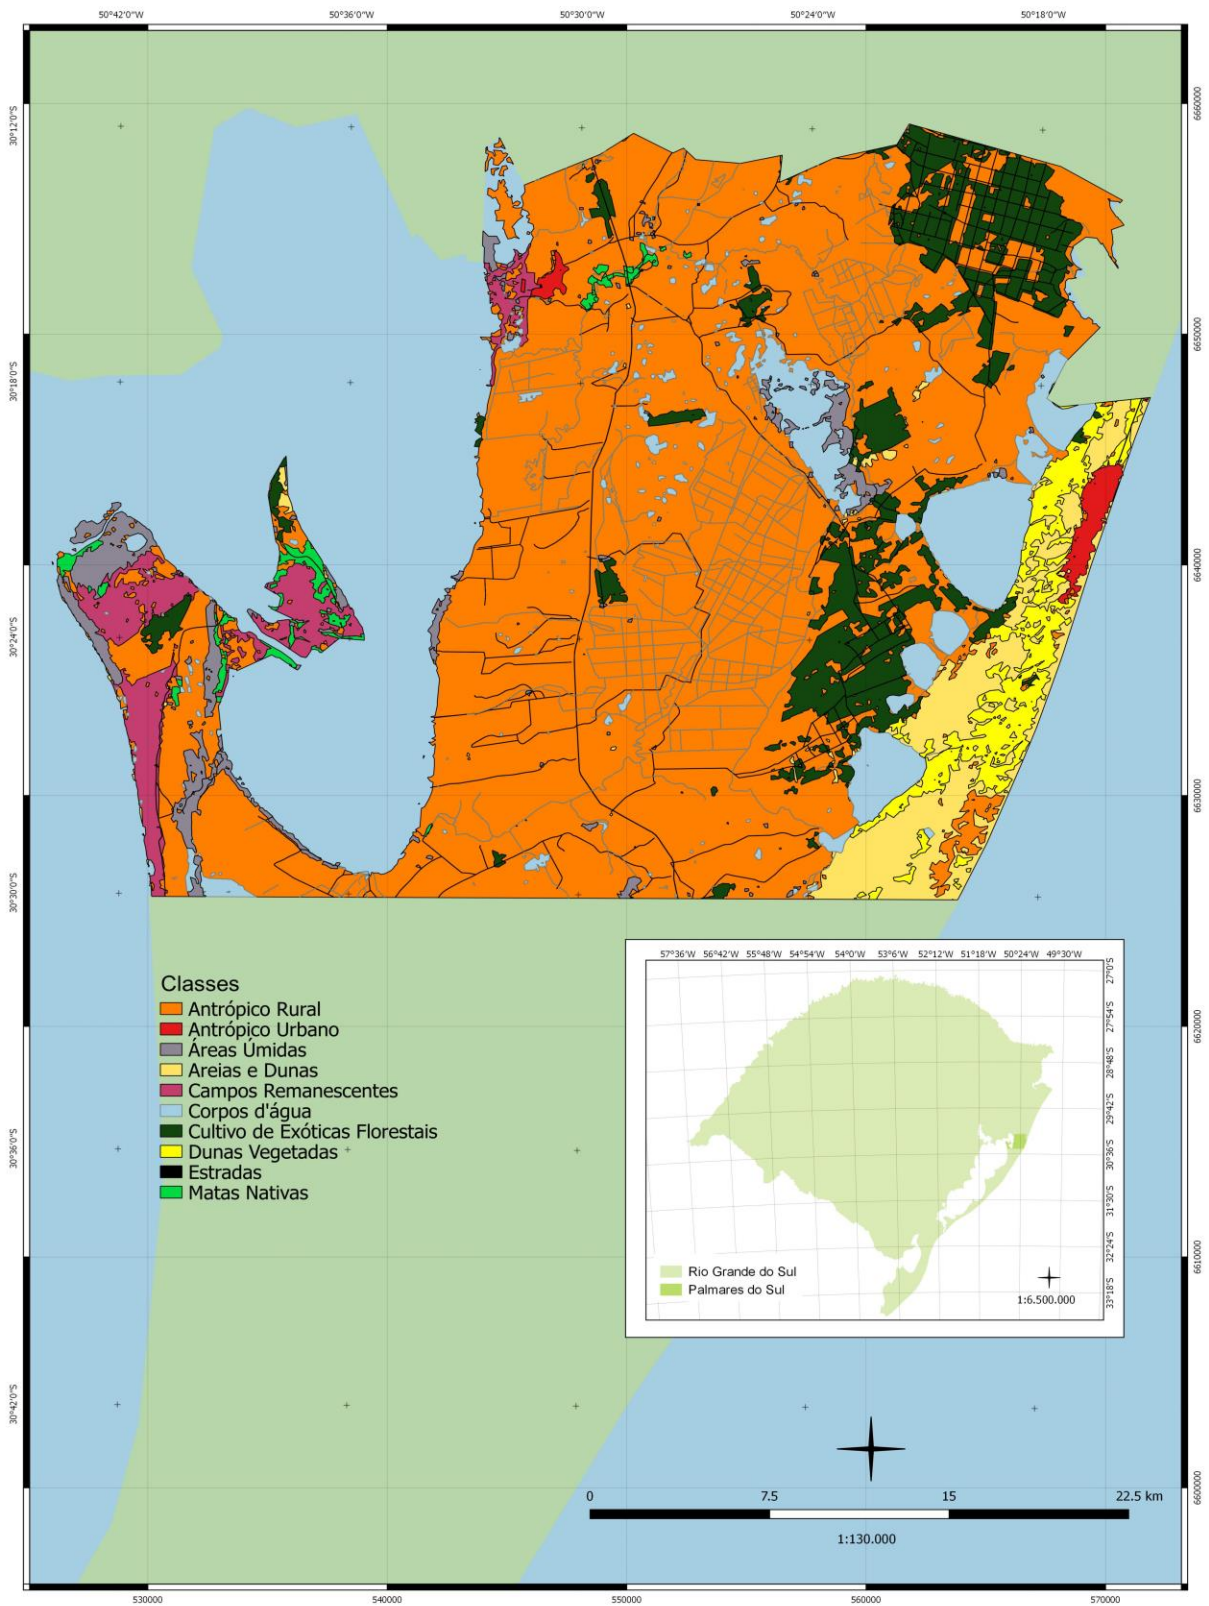 50°42'0"W 50°36'0"W 50°30'0"W 50°24'0"W 50°18'0"W
30°12'0"S
30°18'0"S
30°24'0"S
30°30'0"S
30°36'0"S
30°42'0"S
6660000
6650000
6640000
6630000
6620000
6610000
6600000
Classes
Antrópico Rural
Antrópico Urbano
Áreas Úmidas
Areias e Dunas
Campos Remanescentes
Corpos d'água
Cultivo de Exóticas Florestais
Dunas Vegetadas
Estradas
Matas Nativas
57°36'W 56°42'W 55°48'W 54°54'W 54°0'W 53°6'W 52°12'W 51°18'W 50°24'W 49°30'W
27°0'S
27°54'S
28°48'S
29°42'S
30°36'S
31°30'S
32°24'S
33°18'S
Rio Grande do Sul
Palmares do Sul
1:6.500.000
0 7.5 15 22.5 km
1:130.000
530000 540000 550000 560000 570000